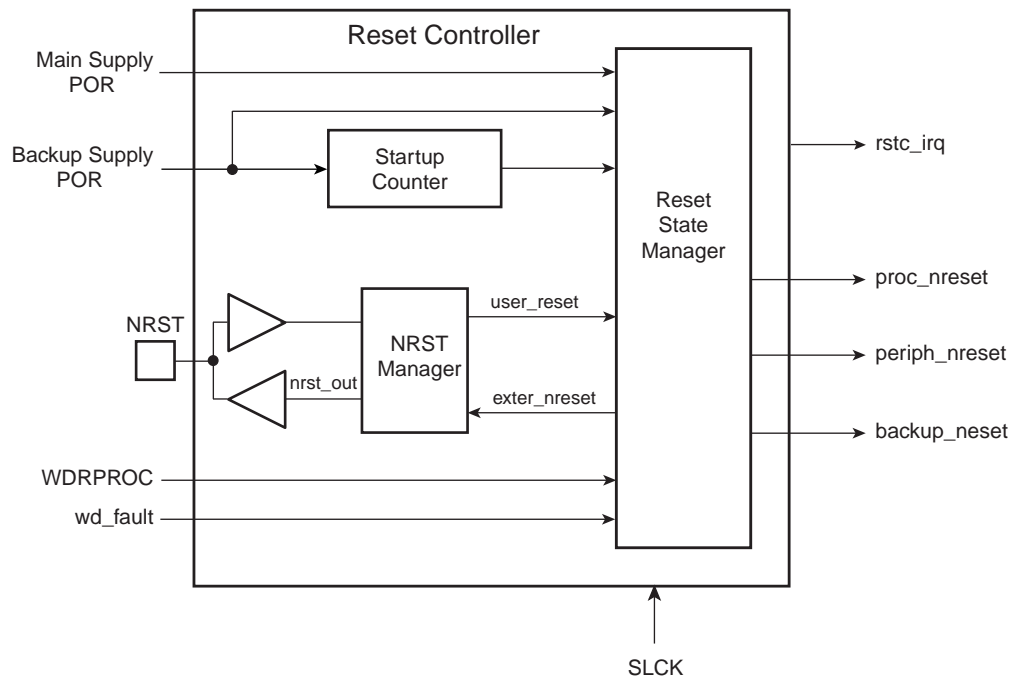 Reset Controller
Main Supply
POR
Backup Supply
POR
Startup
Counter
Reset
State
Manager
rstc_irq
proc_nreset
periph_nreset
backup_neset
NRST
user_reset
NRST
Manager
nrst_out
exter_nreset
WDRPROC
wd_fault
SLCK